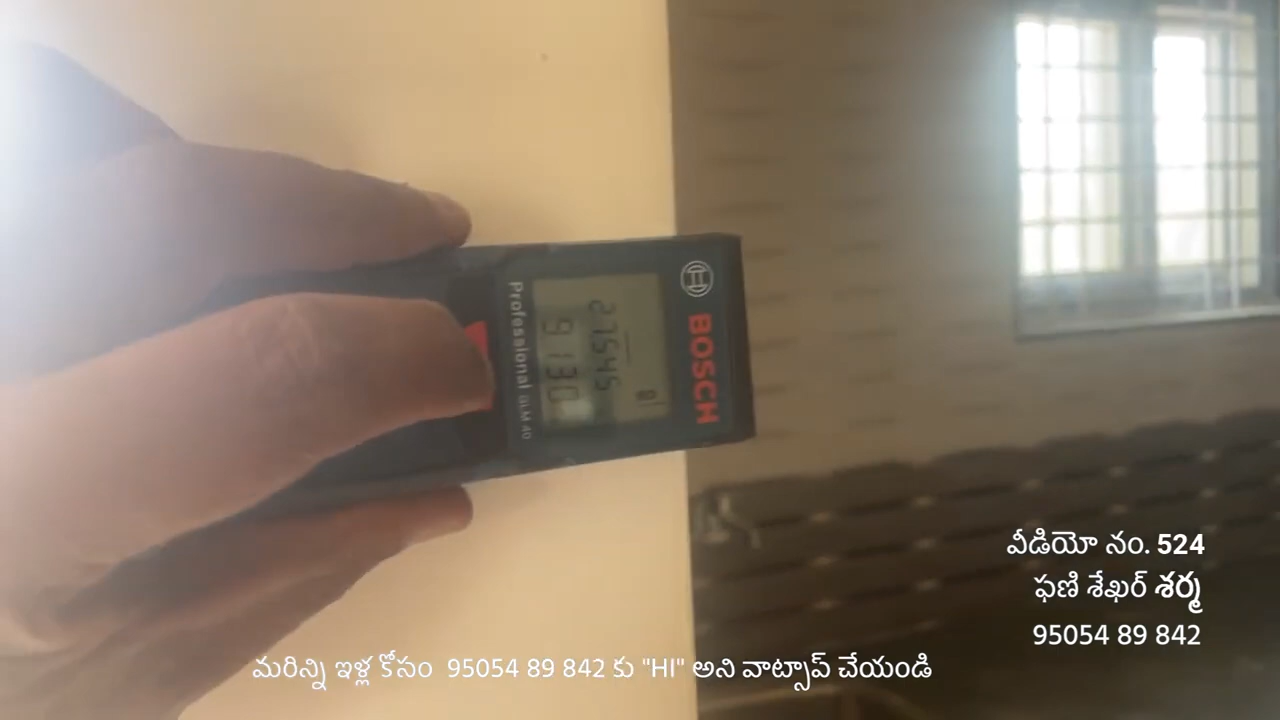 BOSCH
Professional GLM 40
వీడియో నం. 524
ఫణి శేఖర్ శర్మ
95054 89 842
మరిన్ని ఇళ్ల కోసం 95054 89 842 కు "HI" అని వాట్సాప్ చేయండి